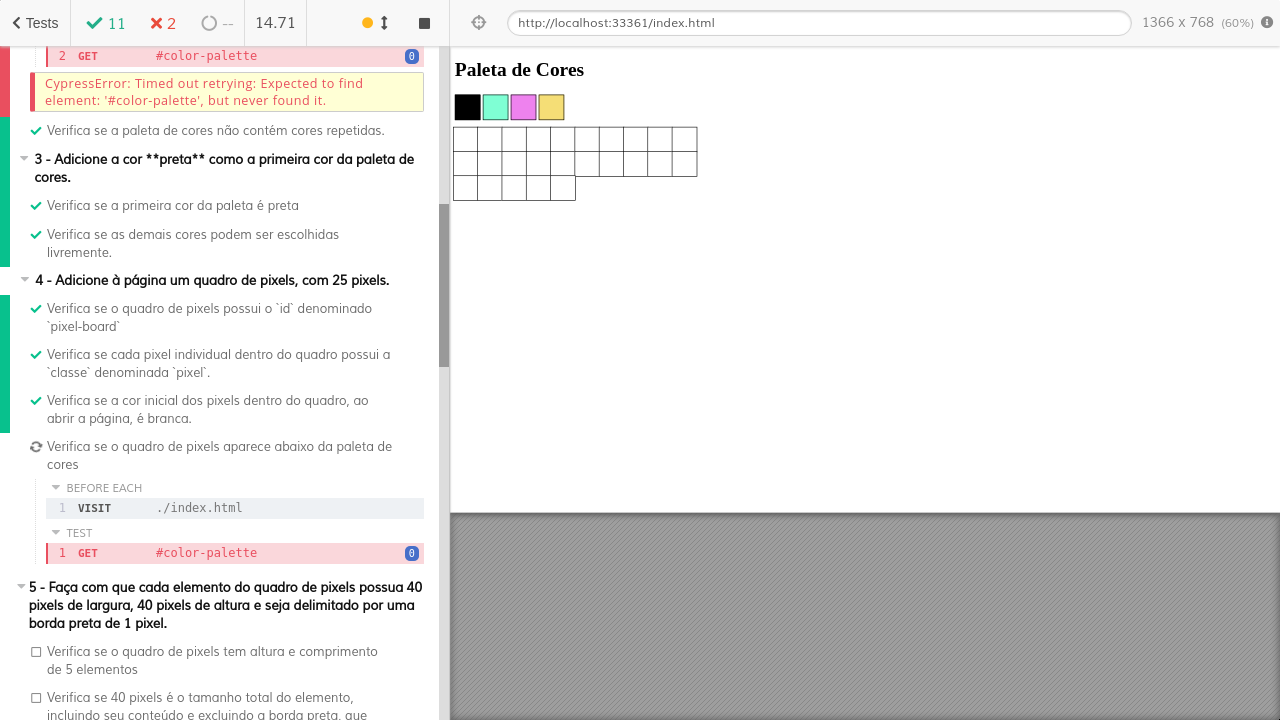 Tests 11 2 -- 14.71
http://localhost:33361/index.html 1366 x 768 (60%)
2 GET #color-palette 0
CypressError: Timed out retrying: Expected to find
element: '#color-palette', but never found it.
Verifica se a paleta de cores não contém cores repetidas.
3 - Adicione a cor **preta** como a primeira cor da paleta de
cores.
Verifica se a primeira cor da paleta é preta
Verifica se as demais cores podem ser escolhidas
livremente.
4 - Adicione à página um quadro de pixels, com 25 pixels.
Verifica se o quadro de pixels possui o `id` denominado
`pixel-board`
Verifica se cada pixel individual dentro do quadro possui a
`classe` denominada `pixel`.
Verifica se a cor inicial dos pixels dentro do quadro, ao
abrir a página, é branca.
Verifica se o quadro de pixels aparece abaixo da paleta de
cores
BEFORE EACH
1 VISIT ./index.html
TEST
1 GET #color-palette 0
5 - Faça com que cada elemento do quadro de pixels possua 40
pixels de largura, 40 pixels de altura e seja delimitado por uma
borda preta de 1 pixel.
Verifica se o quadro de pixels tem altura e comprimento
de 5 elementos
Verifica se 40 pixels é o tamanho total do elemento,
incluindo seu conteúdo e excluindo a borda preta, que
Paleta de Cores